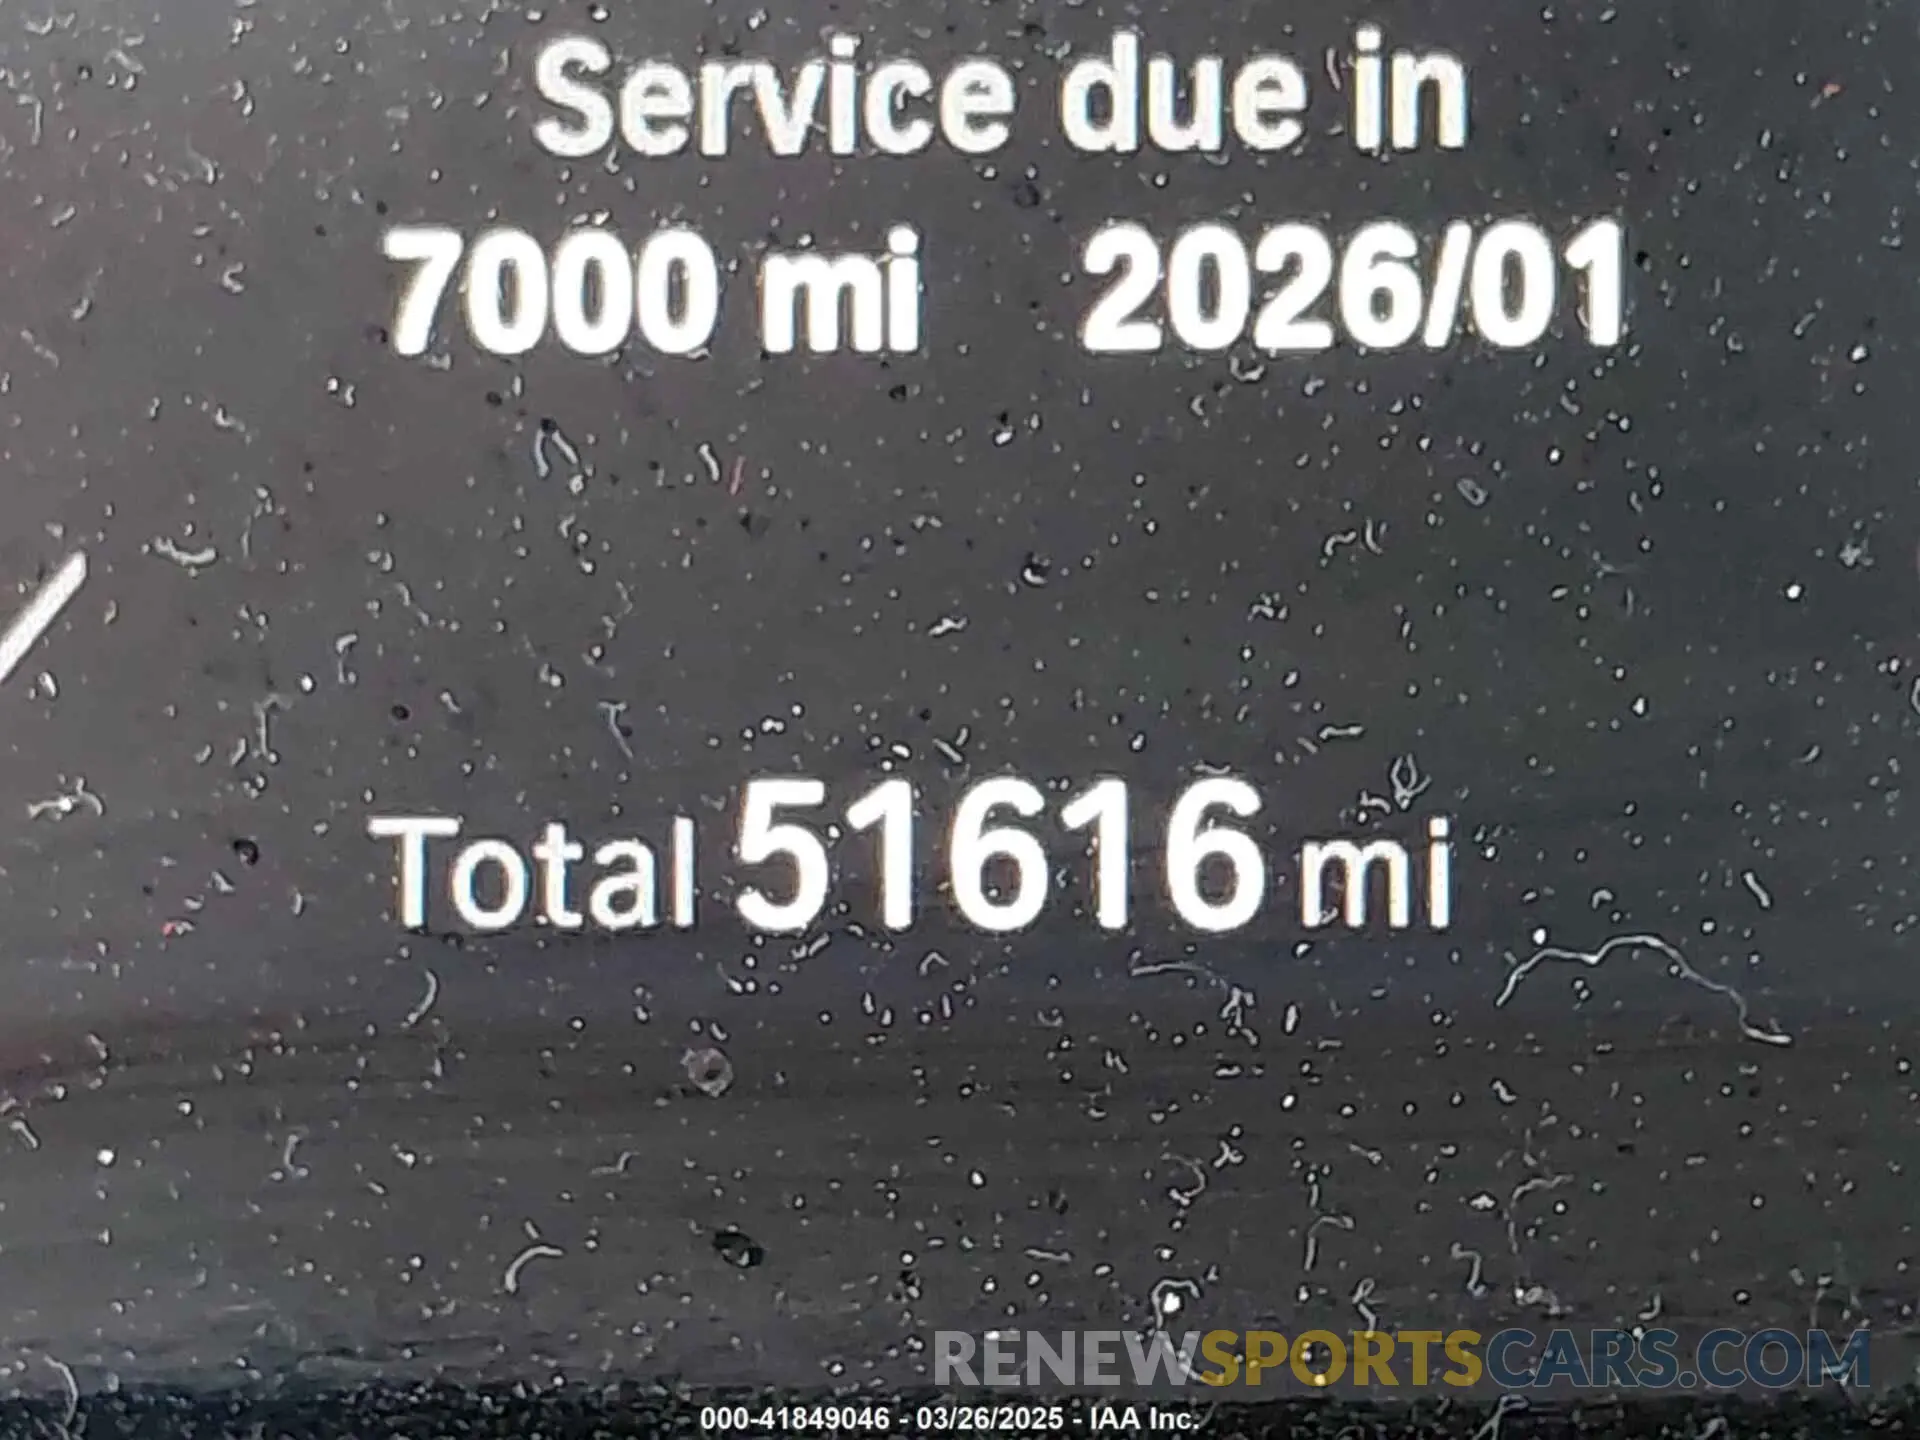 Service due in
7000 mi 2026/01
Total 51616 mi
RENEWSPORTSCARS.COM
000-41849046 - 03/26/2025 - IAA Inc.